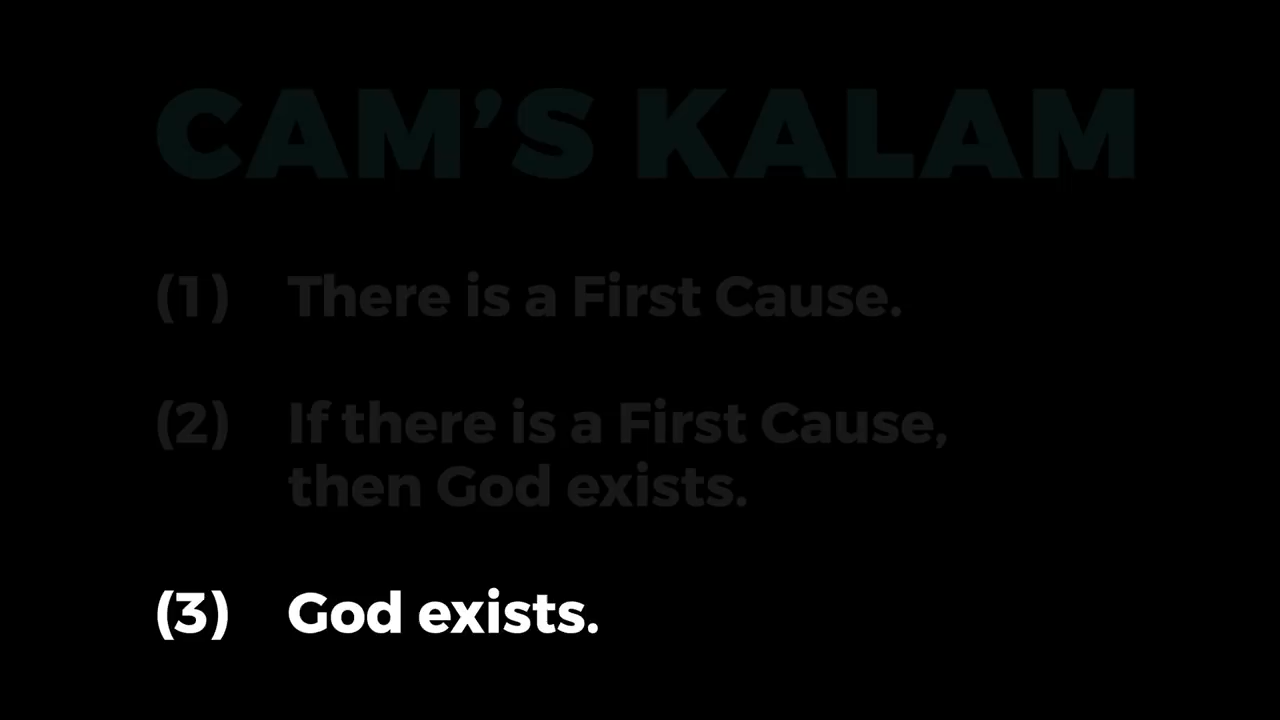 CAM’S KALAM
(1) There is a First Cause.
(2) If there is a First Cause,
then God exists.
(3) God exists.